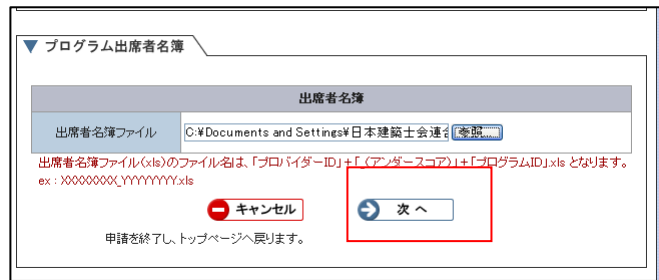 ▼ プログラム出席者名簿
出席者名簿
出席者名簿ファイル C:¥Documents and Settings¥日本建築士会連合 参照...
出席者名簿ファイル(xls)のファイル名は、「プロバイダーID」+「_(アンダースコア)」+「プログラムID」.xls となります。
ex : XXXXXXXX_YYYYYYYY.xls
キャンセル 次 へ
申請を終了し、トップページへ戻ります。